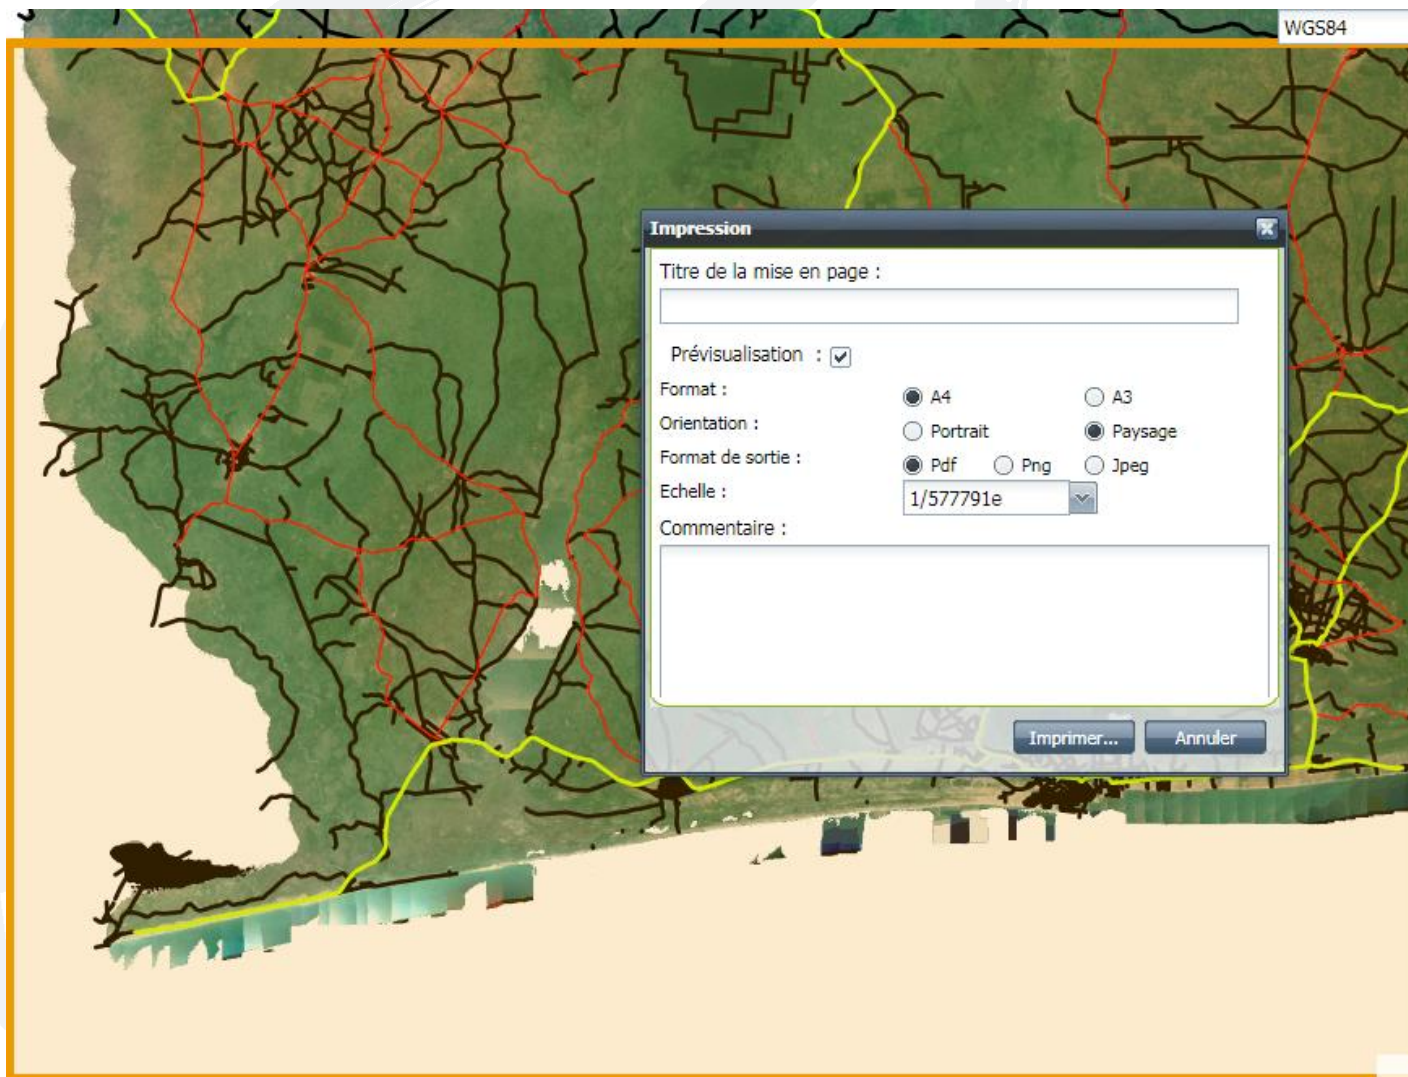 WGS84
Impression
Titre de la mise en page :
Prévisualisation :
Format :
A4
A3
Orientation :
Portrait
Paysage
Format de sortie :
Pdf
Png
Jpeg
Echelle :
1/577791e
Commentaire :
Imprimer...
Annuler